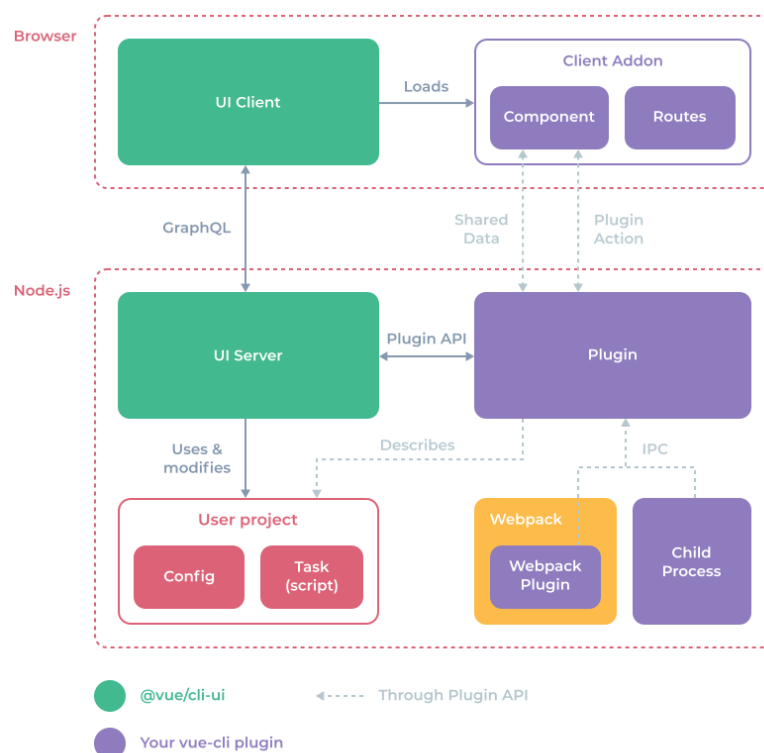 Browser
UI Client
Loads
Client Addon
Component
Routes
GraphQL
Shared
Data
Plugin
Action
Node.js
UI Server
Plugin API
Plugin
Uses &
modifies
Describes
IPC
User project
Config
Task
(script)
Webpack
Webpack
Plugin
Child
Process
@vue/cli-ui
Through Plugin API
Your vue-cli plugin